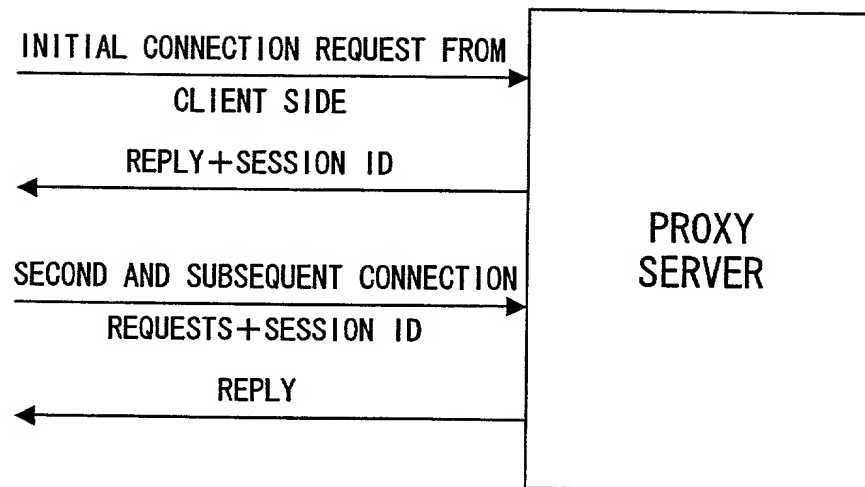 INITIAL CONNECTION REQUEST FROM
CLIENT SIDE
REPLY+SESSION ID
SECOND AND SUBSEQUENT CONNECTION
REQUESTS+SESSION ID
REPLY
PROXY
SERVER